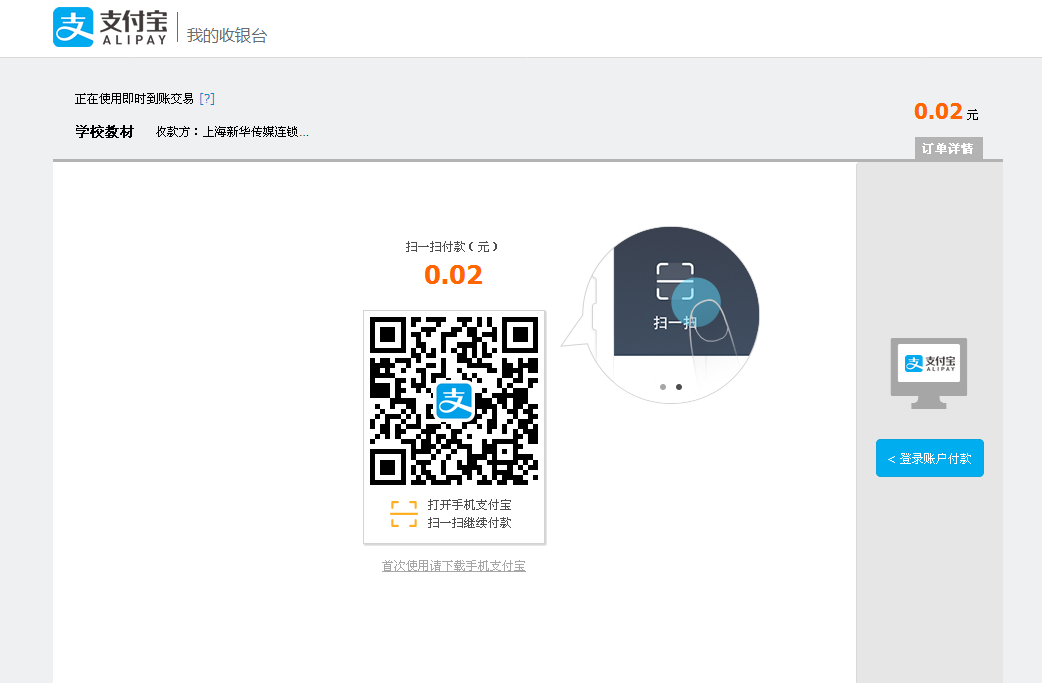 支付宝
ALIPAY
我的收银台
正在使用即时到账交易 [?]
学校教材 收款方：上海新华传媒连锁...
0.02 元
订单详情
扫一扫付款（元）
0.02
支
扫一扫
打开手机支付宝
扫一扫继续付款
首次使用请下载手机支付宝
支付宝
ALIPAY
< 登录账户付款